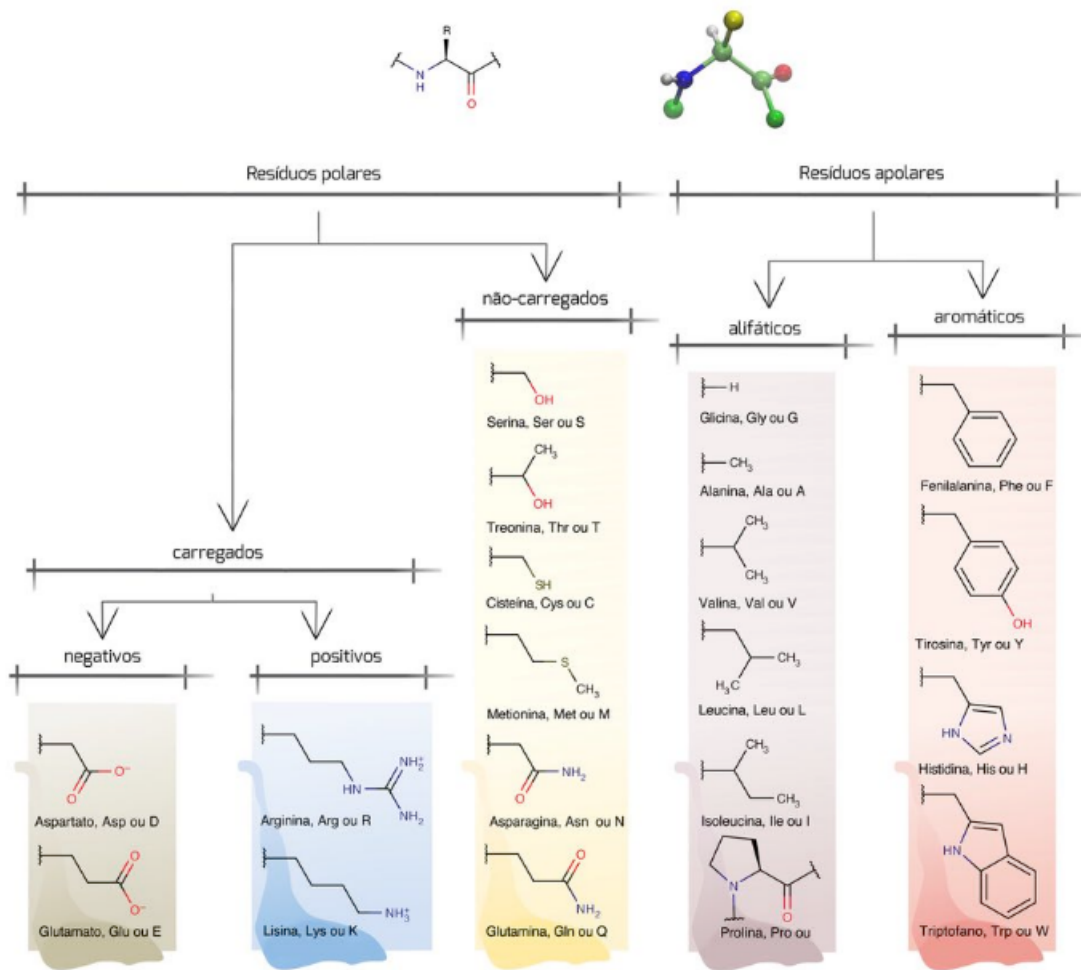 R
N
H
O
Resíduos polares
Resíduos apolares
não-carregados
alifáticos
aromáticos
carregados
negativos
positivos
O
O⁻
Aspartato, Asp ou D
O
O⁻
Glutamato, Glu ou E
NH₂⁺
HN
NH₂
Arginina, Arg ou R
NH₃⁺
Lisina, Lys ou K
OH
Serina, Ser ou S
CH₃
OH
Treonina, Thr ou T
SH
Cisteína, Cys ou C
S
CH₃
Metionina, Met ou M
NH₂
O
Asparagina, Asn ou N
O
NH₂
Glutamina, Gln ou Q
H
Glicina, Gly ou G
CH₃
Alanina, Ala ou A
CH₃
CH₃
Valina, Val ou V
CH₃
H₃C
Leucina, Leu ou L
CH₃
CH₃
Isoleucina, Ile ou I
N
O
Prolina, Pro ou
Fenilalanina, Phe ou F
OH
Tirosina, Tyr ou Y
HN
N
Histidina, His ou H
HN
Triptofano, Trp ou W